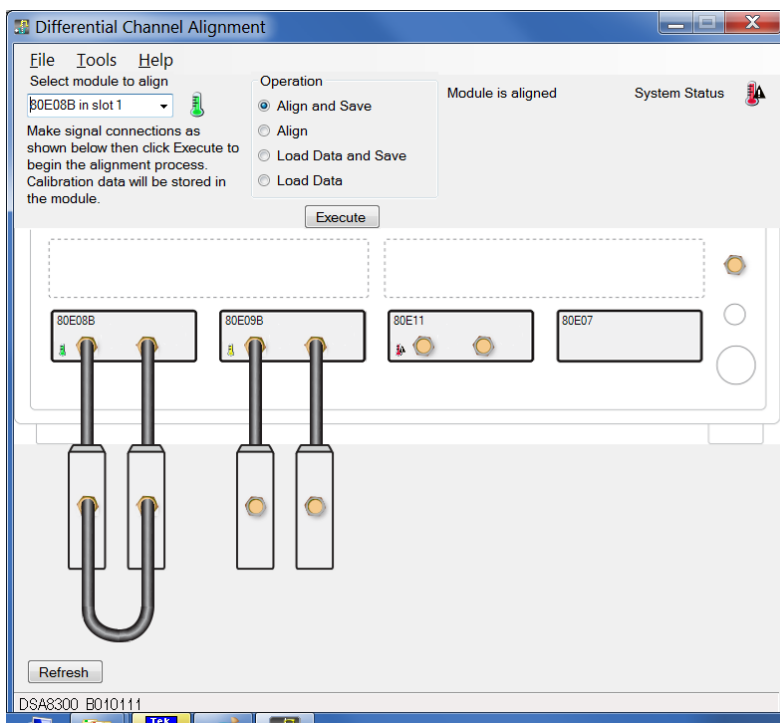 Differential Channel Alignment
File Tools Help
Select module to align
80E08B in slot 1
Make signal connections as
shown below then click Execute to
begin the alignment process.
Calibration data will be stored in
the module.
Operation
Align and Save
Align
Load Data and Save
Load Data
Execute
Module is aligned
System Status
80E08B
80E09B
80E11
80E07
Refresh
DSA8300 B010111
Tek